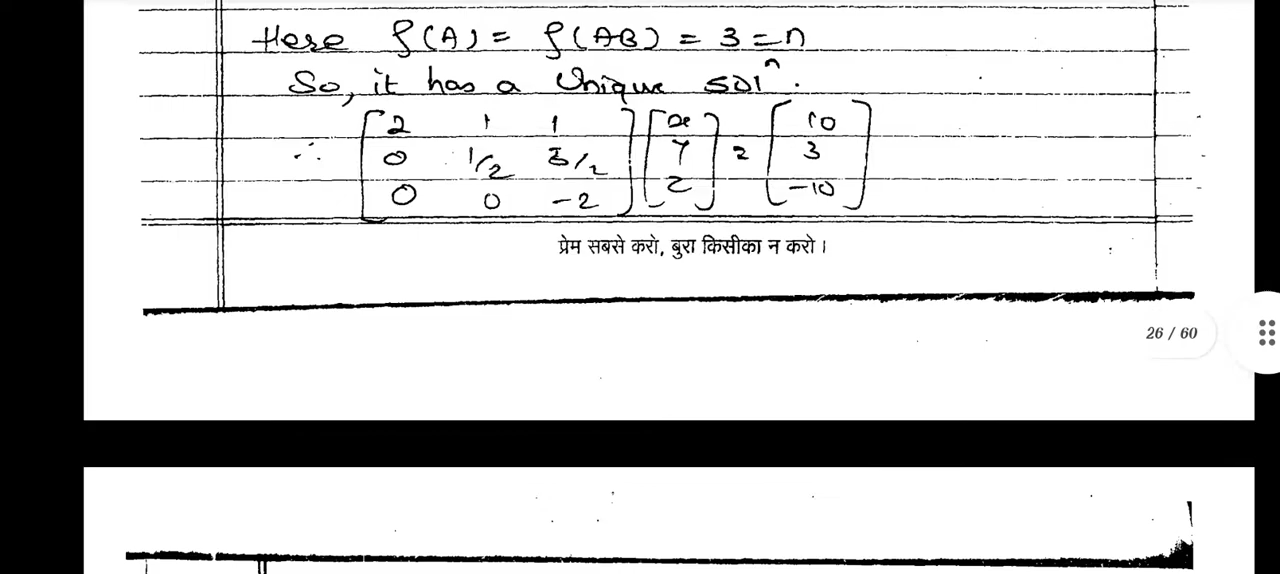 Here ρ(A) = ρ(AB) = 3 = n
So, it has a Unique solⁿ.
∴ [2 1 1] [x] = [10]
[0 1/2 3/2] [y] [3]
[0 0 -2] [z] [-10]
प्रेम सबसे करो, बुरा किसीका न करो।
26 / 60